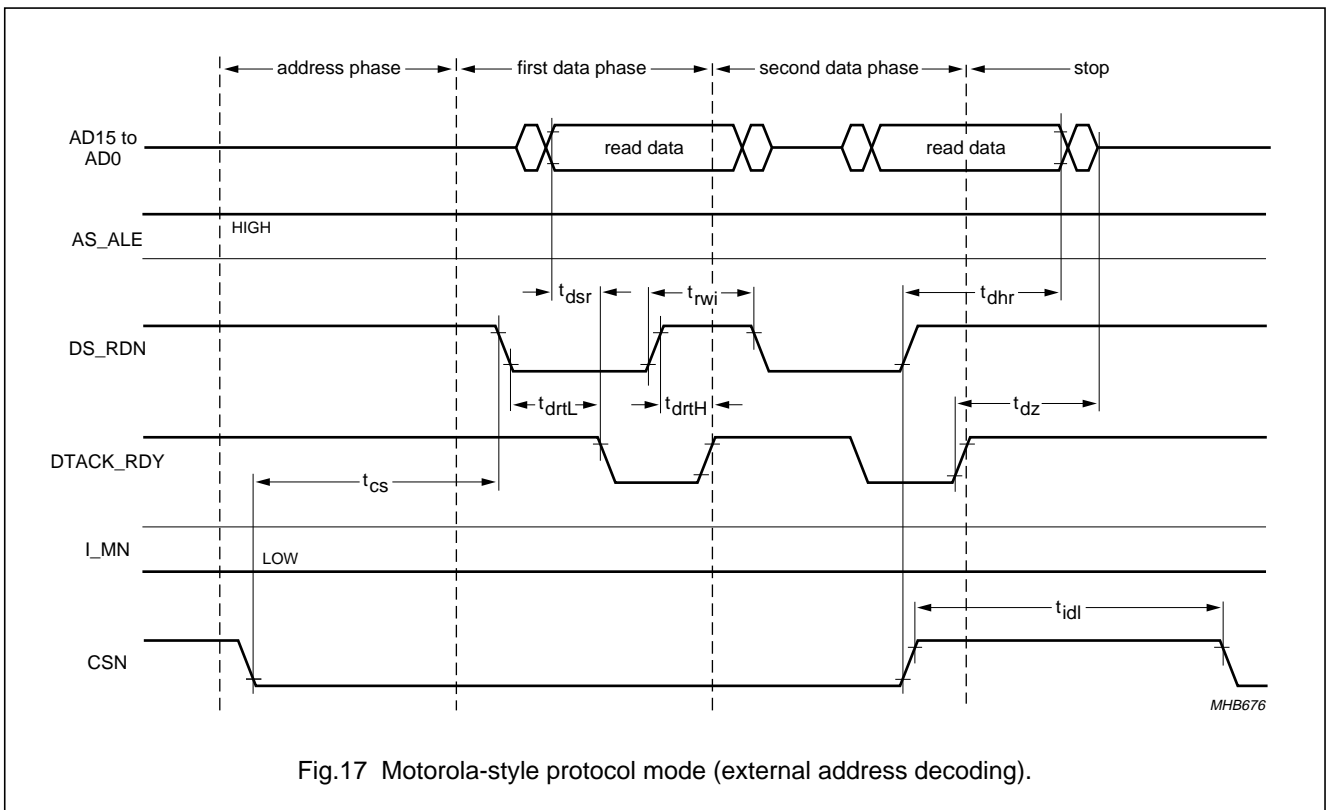 address phase first data phase second data phase stop
AD15 to
AD0
read data read data
HIGH
AS_ALE
tdsr trwi tdhr
DS_RDN
tdrtL tdrtH tdz
DTACK_RDY
tcs
I_MN
LOW
tidl
CSN
MHB676
Fig.17 Motorola-style protocol mode (external address decoding).